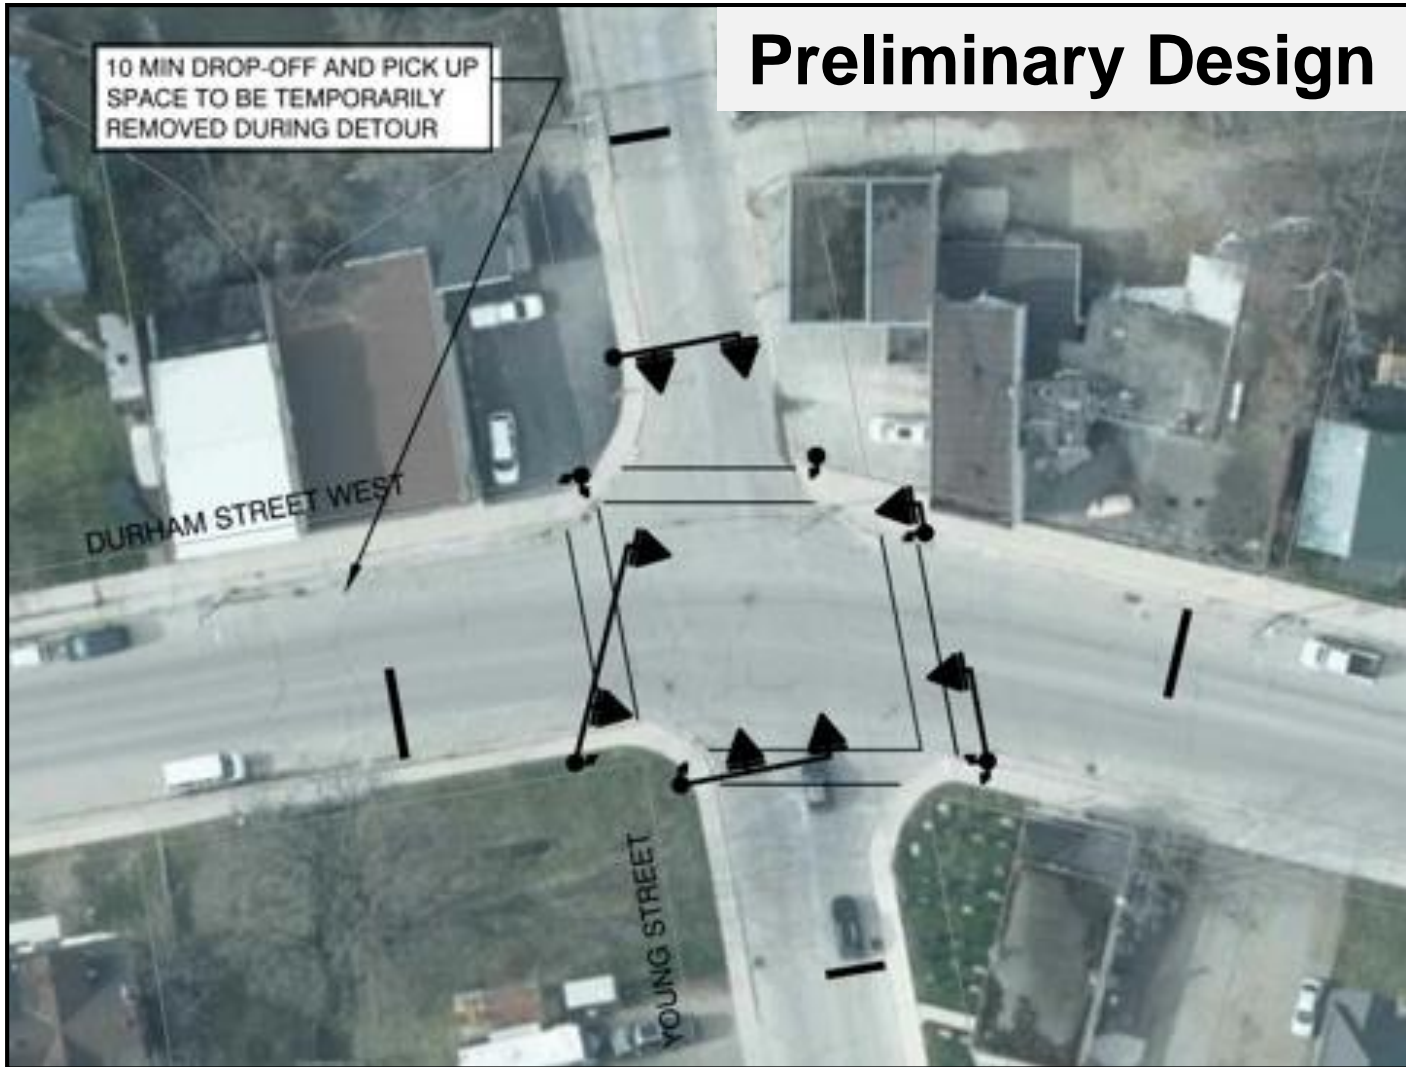 Preliminary Design
10 MIN DROP-OFF AND PICK UP
SPACE TO BE TEMPORARILY
REMOVED DURING DETOUR
DURHAM STREET WEST
YOUNG STREET